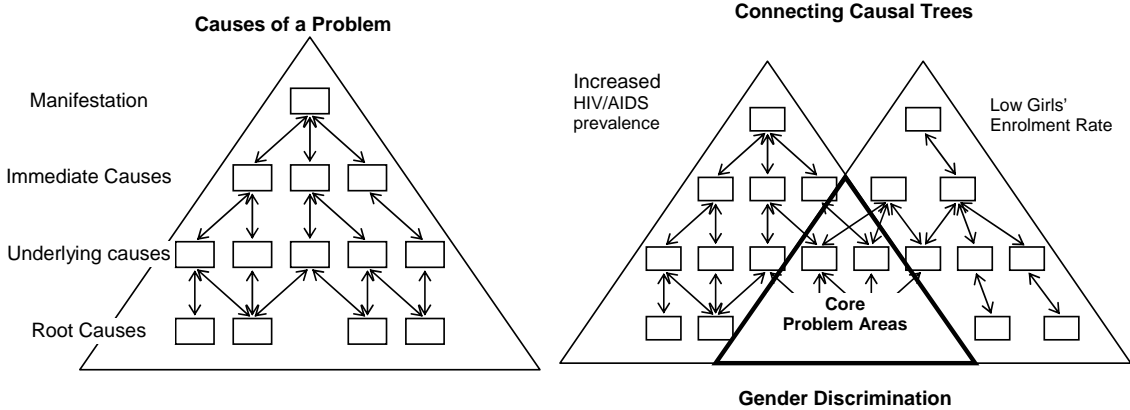 Causes of a Problem
Manifestation
Immediate Causes
Underlying causes
Root Causes
Connecting Causal Trees
Increased
HIV/AIDS
prevalence
Low Girls'
Enrolment Rate
Core
Problem Areas
Gender Discrimination